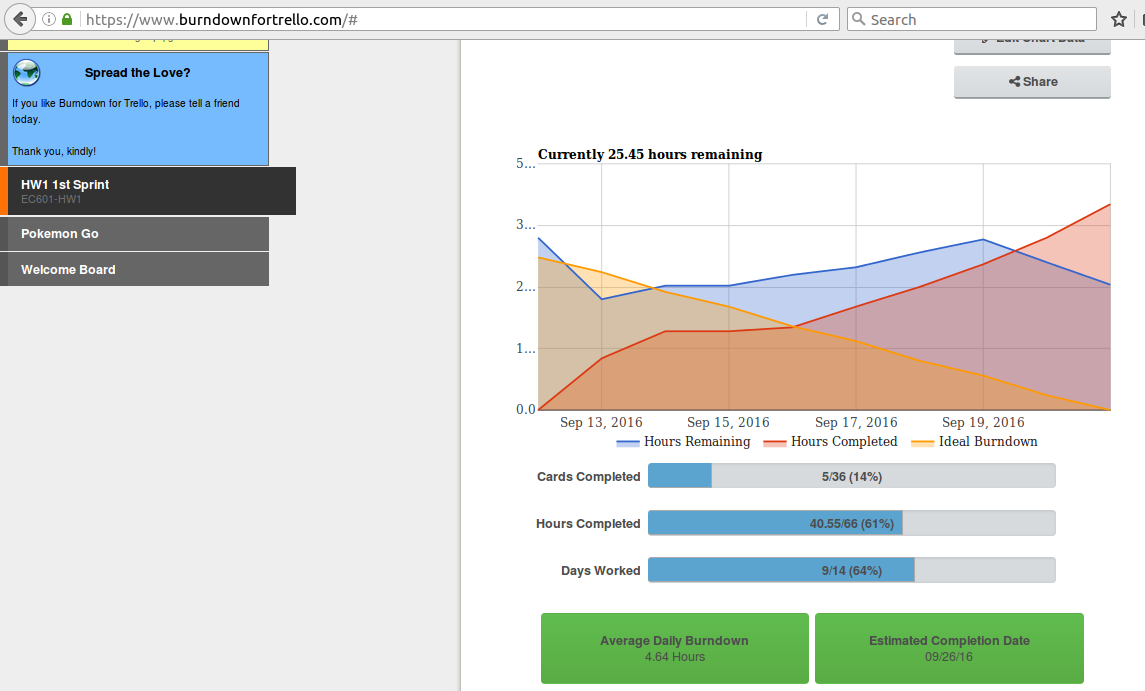 https://www.burndownfortrello.com/#
Search
Spread the Love?
If you like Burndown for Trello, please tell a friend
today.
Thank you, kindly!
HW1 1st Sprint
EC601-HW1
Pokemon Go
Welcome Board
Edit Chart Data
Share
Currently 25.45 hours remaining
5...
3...
2...
1...
0.0
Sep 13, 2016 Sep 15, 2016 Sep 17, 2016 Sep 19, 2016
Hours Remaining Hours Completed Ideal Burndown
Cards Completed 5/36 (14%)
Hours Completed 40.55/66 (61%)
Days Worked 9/14 (64%)
Average Daily Burndown
4.64 Hours
Estimated Completion Date
09/26/16